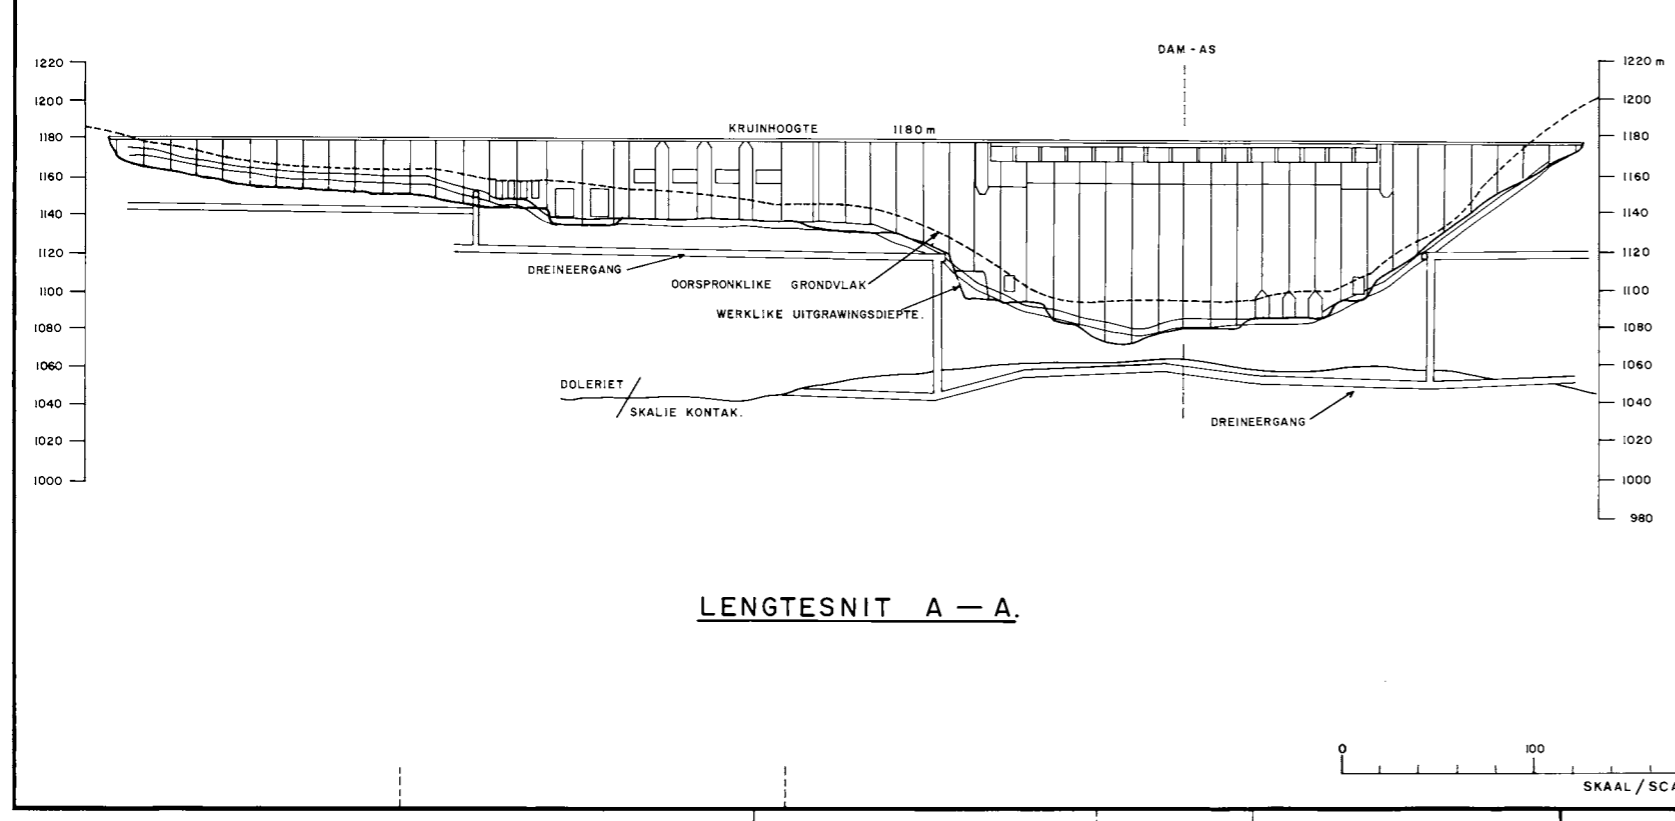 DAM - AS
1220
1200
1180
1160
1140
1120
1100
1080
1060
1040
1020
1000
1220 m
1200
1180
1160
1140
1120
1100
1080
1060
1040
1020
1000
980
KRUINHOOGTE 1180 m
DREINEERGANG
OORSPRONKLIKE GRONDVLAK
WERKLIKE UITGRAWINGSDIEPTE.
DOLERIET
SKALIE KONTAK.
DREINEERGANG
LENGTESNIT A — A.
0 100
SKAAL / SCA